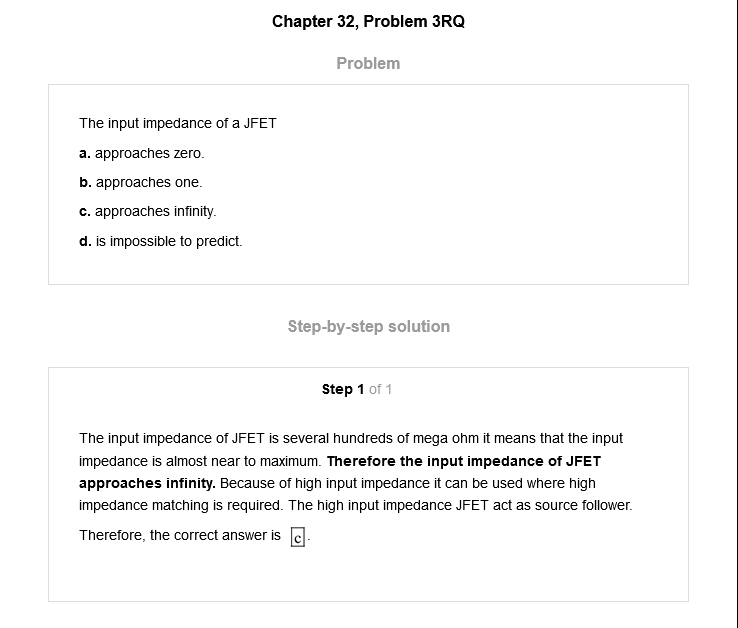 Chapter 32, Problem 3RQ
Problem
The input impedance of a JFET
a. approaches zero.
b. approaches one.
c. approaches infinity.
d. is impossible to predict.
Step-by-step solution
Step 1 of 1
The input impedance of JFET is several hundreds of mega ohm it means that the input
impedance is almost near to maximum. Therefore the input impedance of JFET
approaches infinity. Because of high input impedance it can be used where high
impedance matching is required. The high input impedance JFET act as source follower.
Therefore, the correct answer is c.